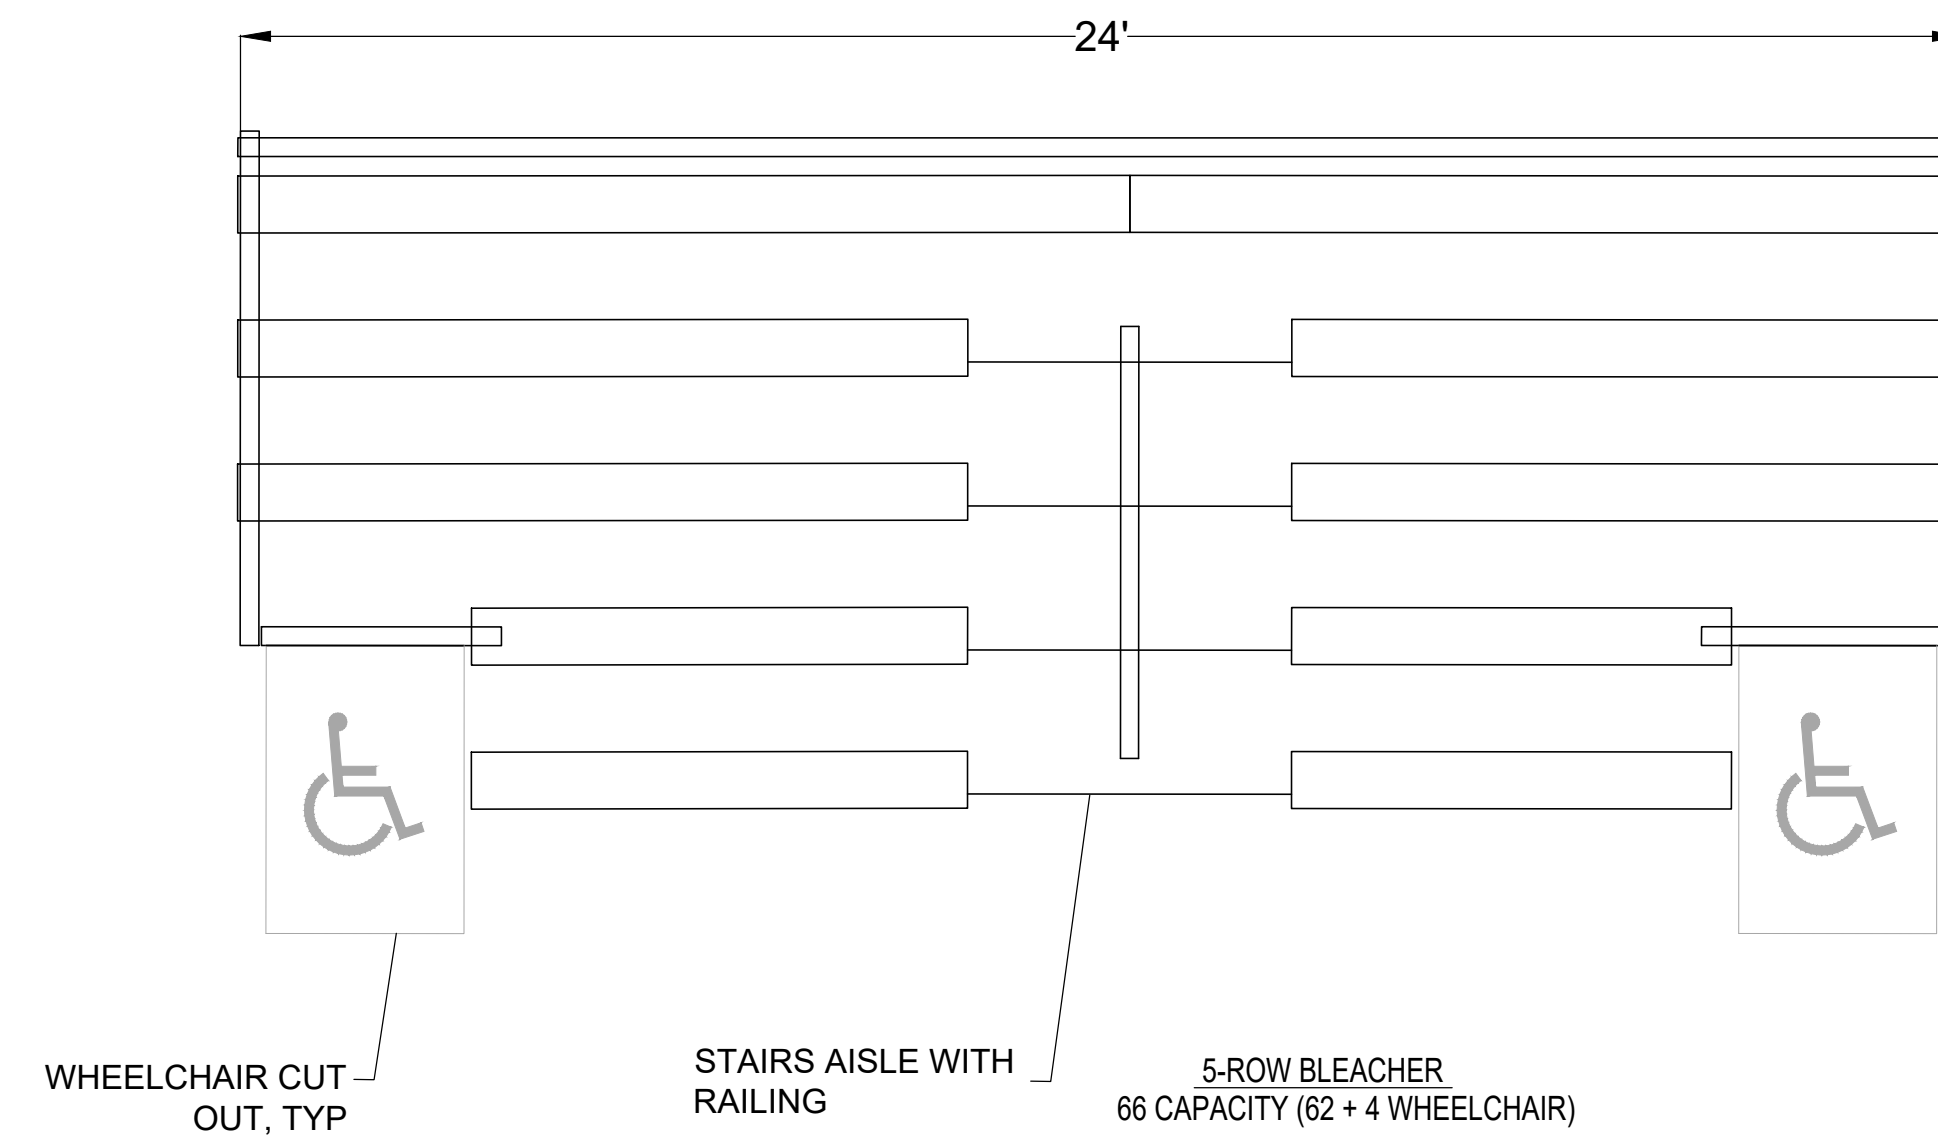 24'
WHEELCHAIR CUT
OUT, TYP
STAIRS AISLE WITH
RAILING
5-ROW BLEACHER
66 CAPACITY (62 + 4 WHEELCHAIR)